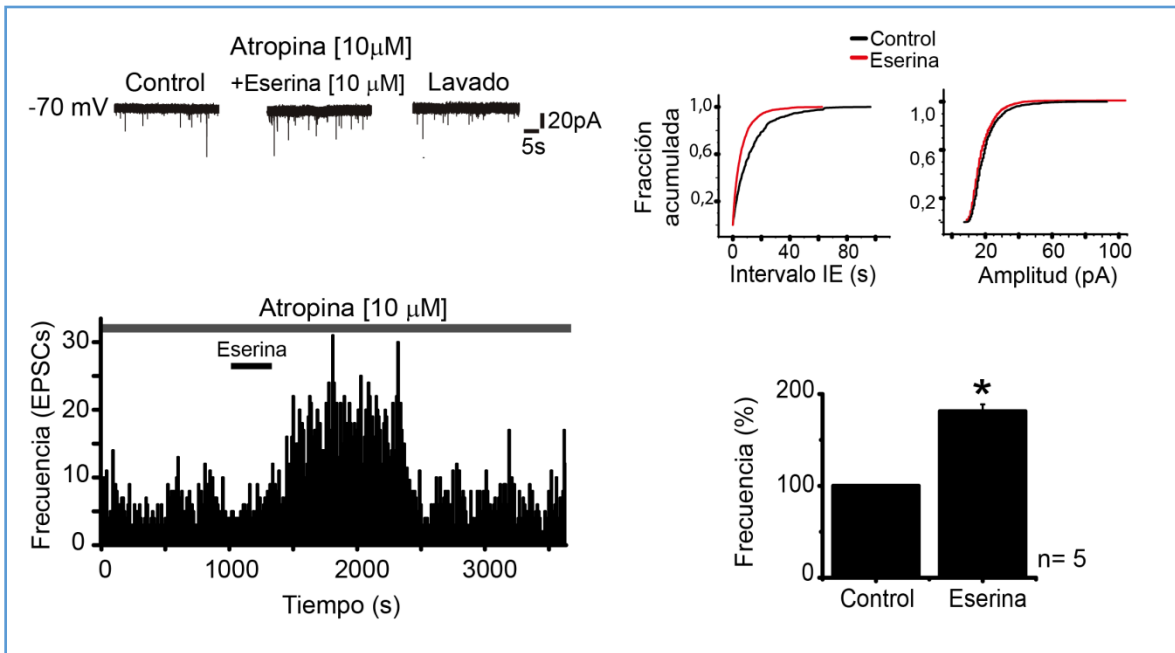 Atropina [10μM]
Control
+Eserina [10 μM]
Lavado
-70 mV
20pA
5s
Control
Eserina
Fracción
acumulada
1,0
0,6
0,2
0 40 80
Intervalo IE (s)
1,0
0,6
0,2
20 60 100
Amplitud (pA)
Atropina [10 μM]
Eserina
Frecuencia (EPSCs)
30
20
10
0
0 1000 2000 3000
Tiempo (s)
*
Frecuencia (%)
200
100
0
Control Eserina
n= 5